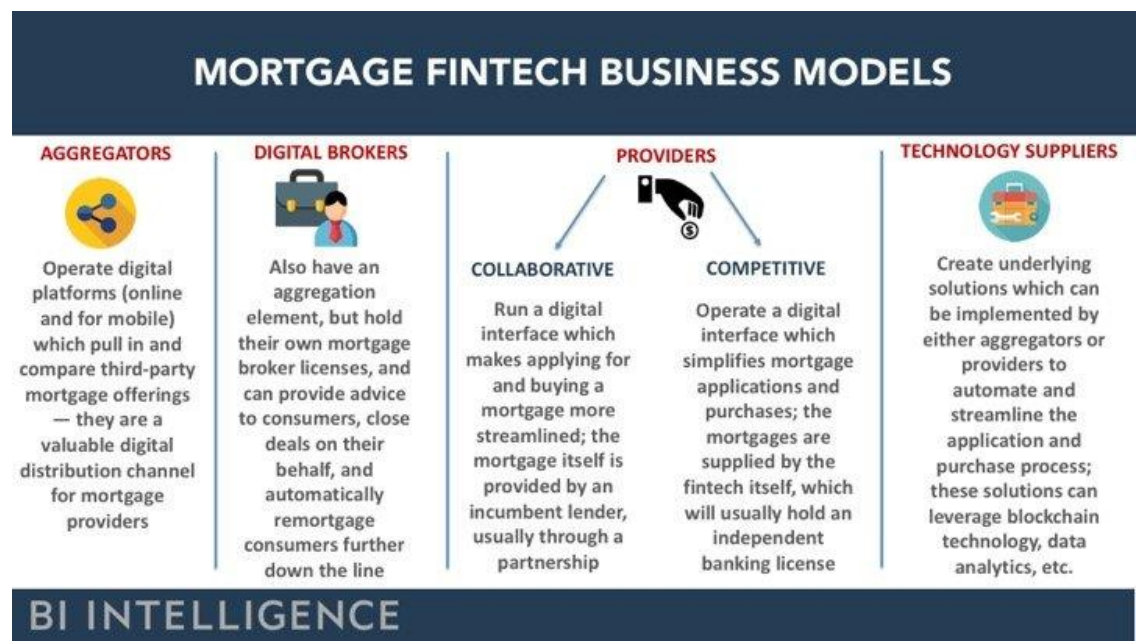 MORTGAGE FINTECH BUSINESS MODELS
AGGREGATORS
Operate digital
platforms (online
and for mobile)
which pull in and
compare third-party
mortgage offerings
— they are a
valuable digital
distribution channel
for mortgage
providers
DIGITAL BROKERS
Also have an
aggregation
element, but hold
their own mortgage
broker licenses, and
can provide advice
to consumers, close
deals on their
behalf, and
automatically
remortgage
consumers further
down the line
PROVIDERS
$
COLLABORATIVE
Run a digital
interface which
makes applying for
and buying a
mortgage more
streamlined; the
mortgage itself is
provided by an
incumbent lender,
usually through a
partnership
COMPETITIVE
Operate a digital
interface which
simplifies mortgage
applications and
purchases; the
mortgages are
supplied by the
fintech itself, which
will usually hold an
independent
banking license
TECHNOLOGY SUPPLIERS
Create underlying
solutions which can
be implemented by
either aggregators or
providers to
automate and
streamline the
application and
purchase process;
these solutions can
leverage blockchain
technology, data
analytics, etc.
BI INTELLIGENCE